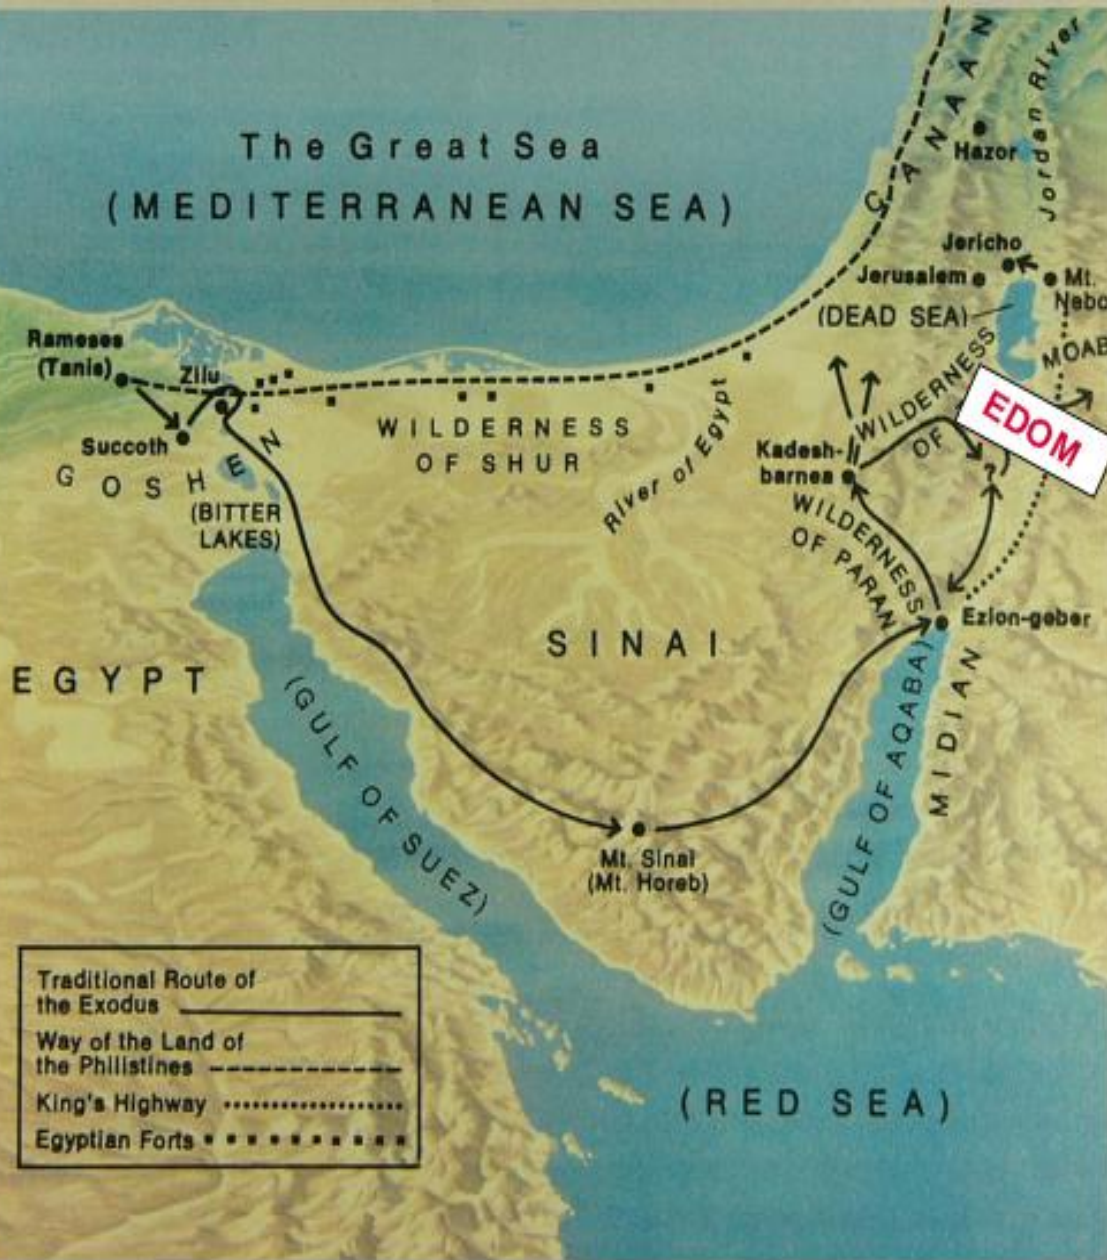 The Great Sea
(MEDITERRANEAN SEA)
CANAAN
Jordan River
Hazor
Jericho
Jerusalem
Mt.
Nebo
(DEAD SEA)
MOAB
Rameses
(Tanis)
Zilu
Succoth
GOSHEN
(BITTER
LAKES)
WILDERNESS
OF SHUR
River of Egypt
Kadesh-
barnea
WILDERNESS
OF
EDOM
?
WILDERNESS
OF PARAN
Ezion-geber
SINAI
EGYPT
(GULF OF SUEZ)
(GULF OF AQABA)
MIDIAN
Mt. Sinai
(Mt. Horeb)
Traditional Route of
the Exodus
Way of the Land of
the Philistines
King's Highway
Egyptian Forts
(RED SEA)